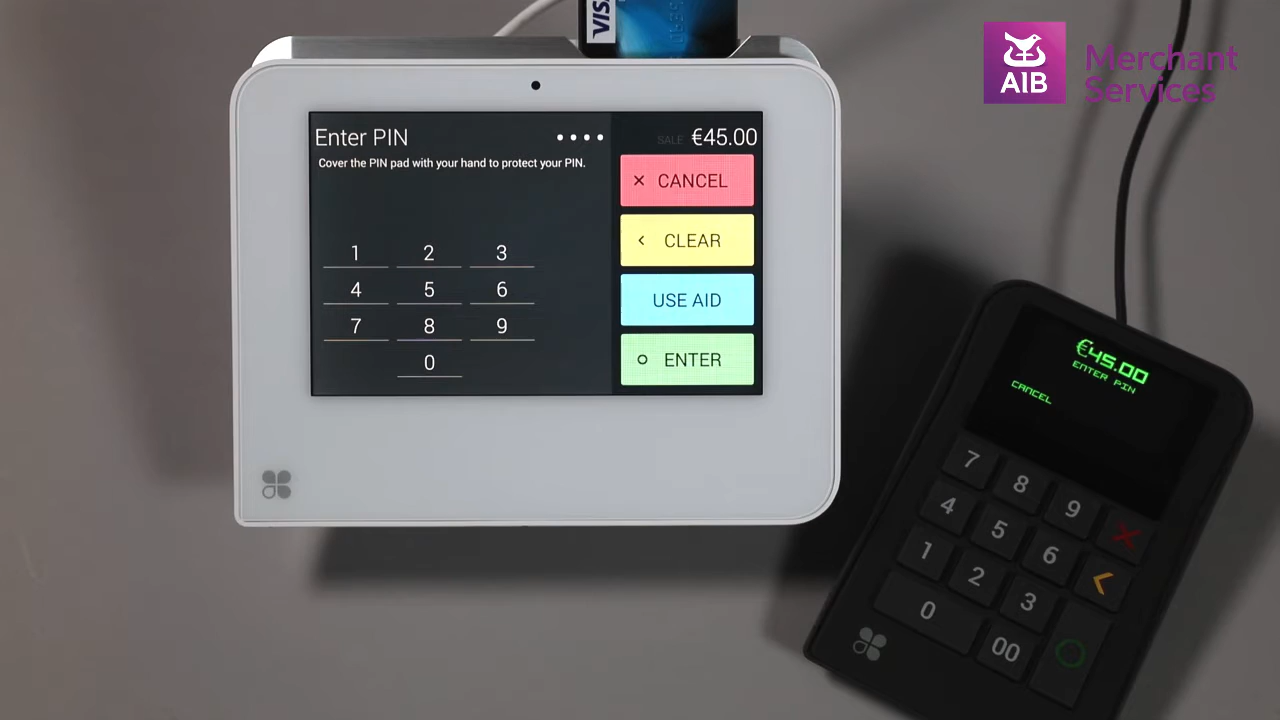 VISA
AIB
Merchant
Services
Enter PIN
Cover the PIN pad with your hand to protect your PIN.
SALE €45.00
× CANCEL
< CLEAR
USE AID
ENTER
1 2 3
4 5 6
7 8 9
0
€45.00
ENTER PIN
CANCEL
7 8 9
4 5 6
1 2 3
0 00